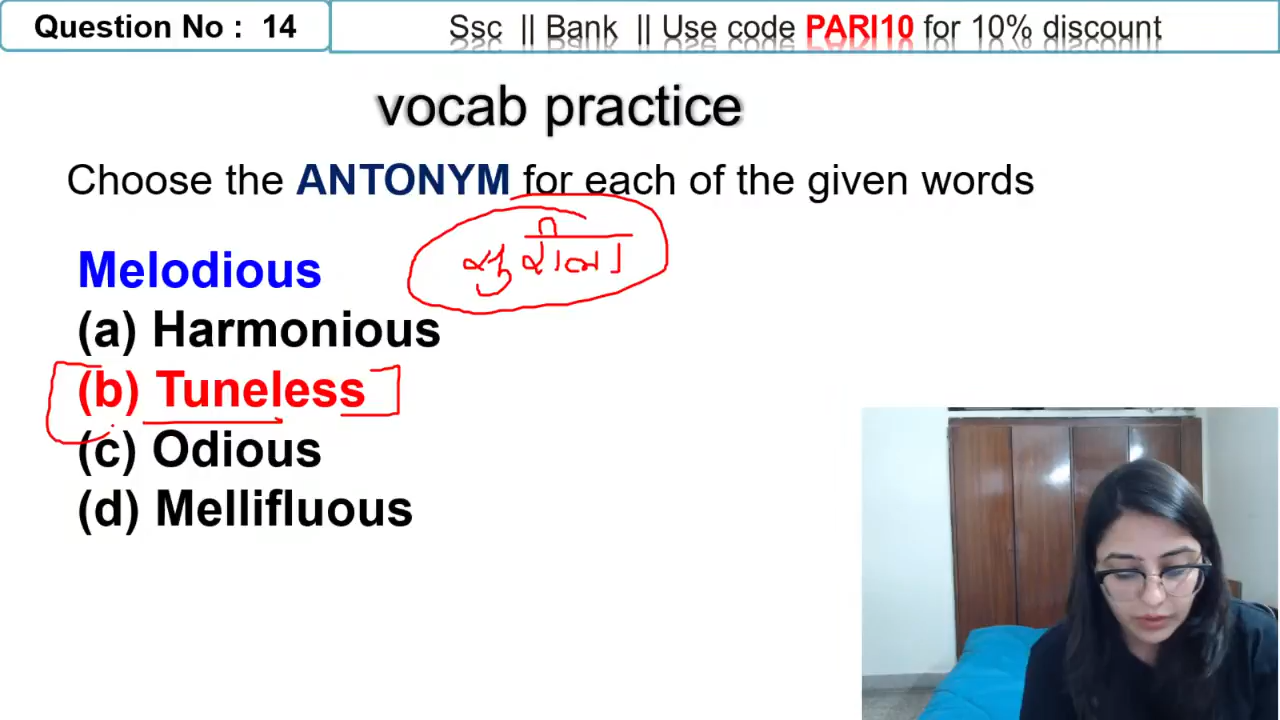 Question No : 14
Ssc || Bank || Use code PARI10 for 10% discount
vocab practice
Choose the ANTONYM for each of the given words
सुरीला
Melodious
(a) Harmonious
(b) Tuneless
(c) Odious
(d) Mellifluous